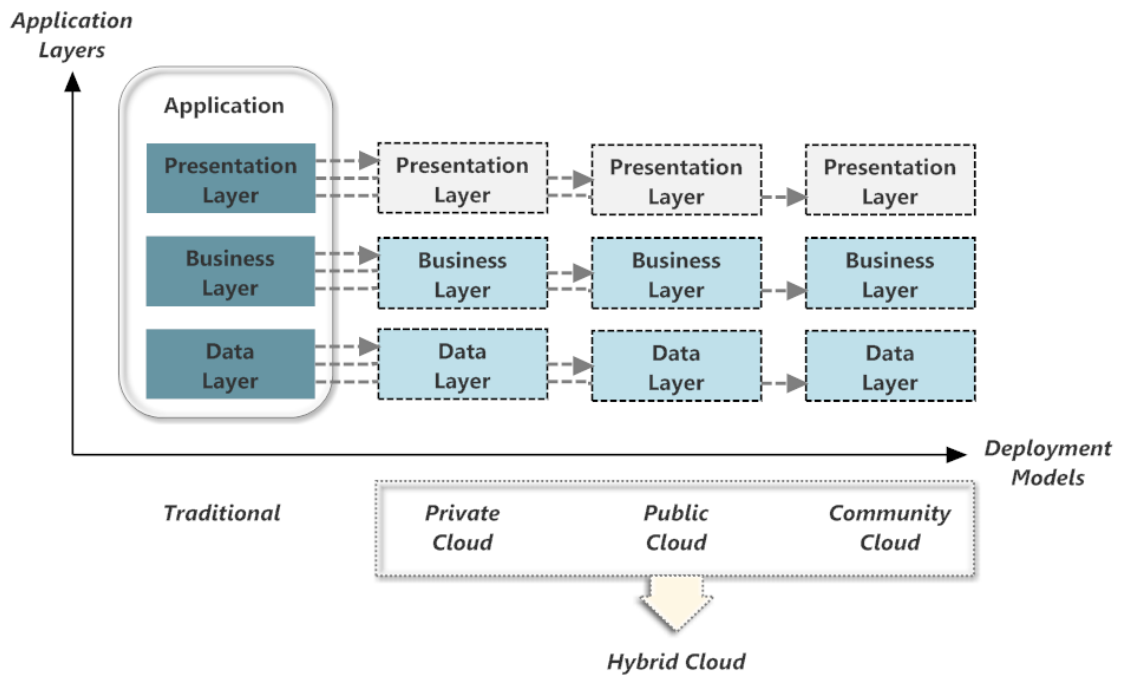 Application
Layers
Application
Presentation
Layer
Presentation
Layer
Presentation
Layer
Presentation
Layer
Business
Layer
Business
Layer
Business
Layer
Business
Layer
Data
Layer
Data
Layer
Data
Layer
Data
Layer
Deployment
Models
Traditional
Private
Cloud
Public
Cloud
Community
Cloud
Hybrid Cloud